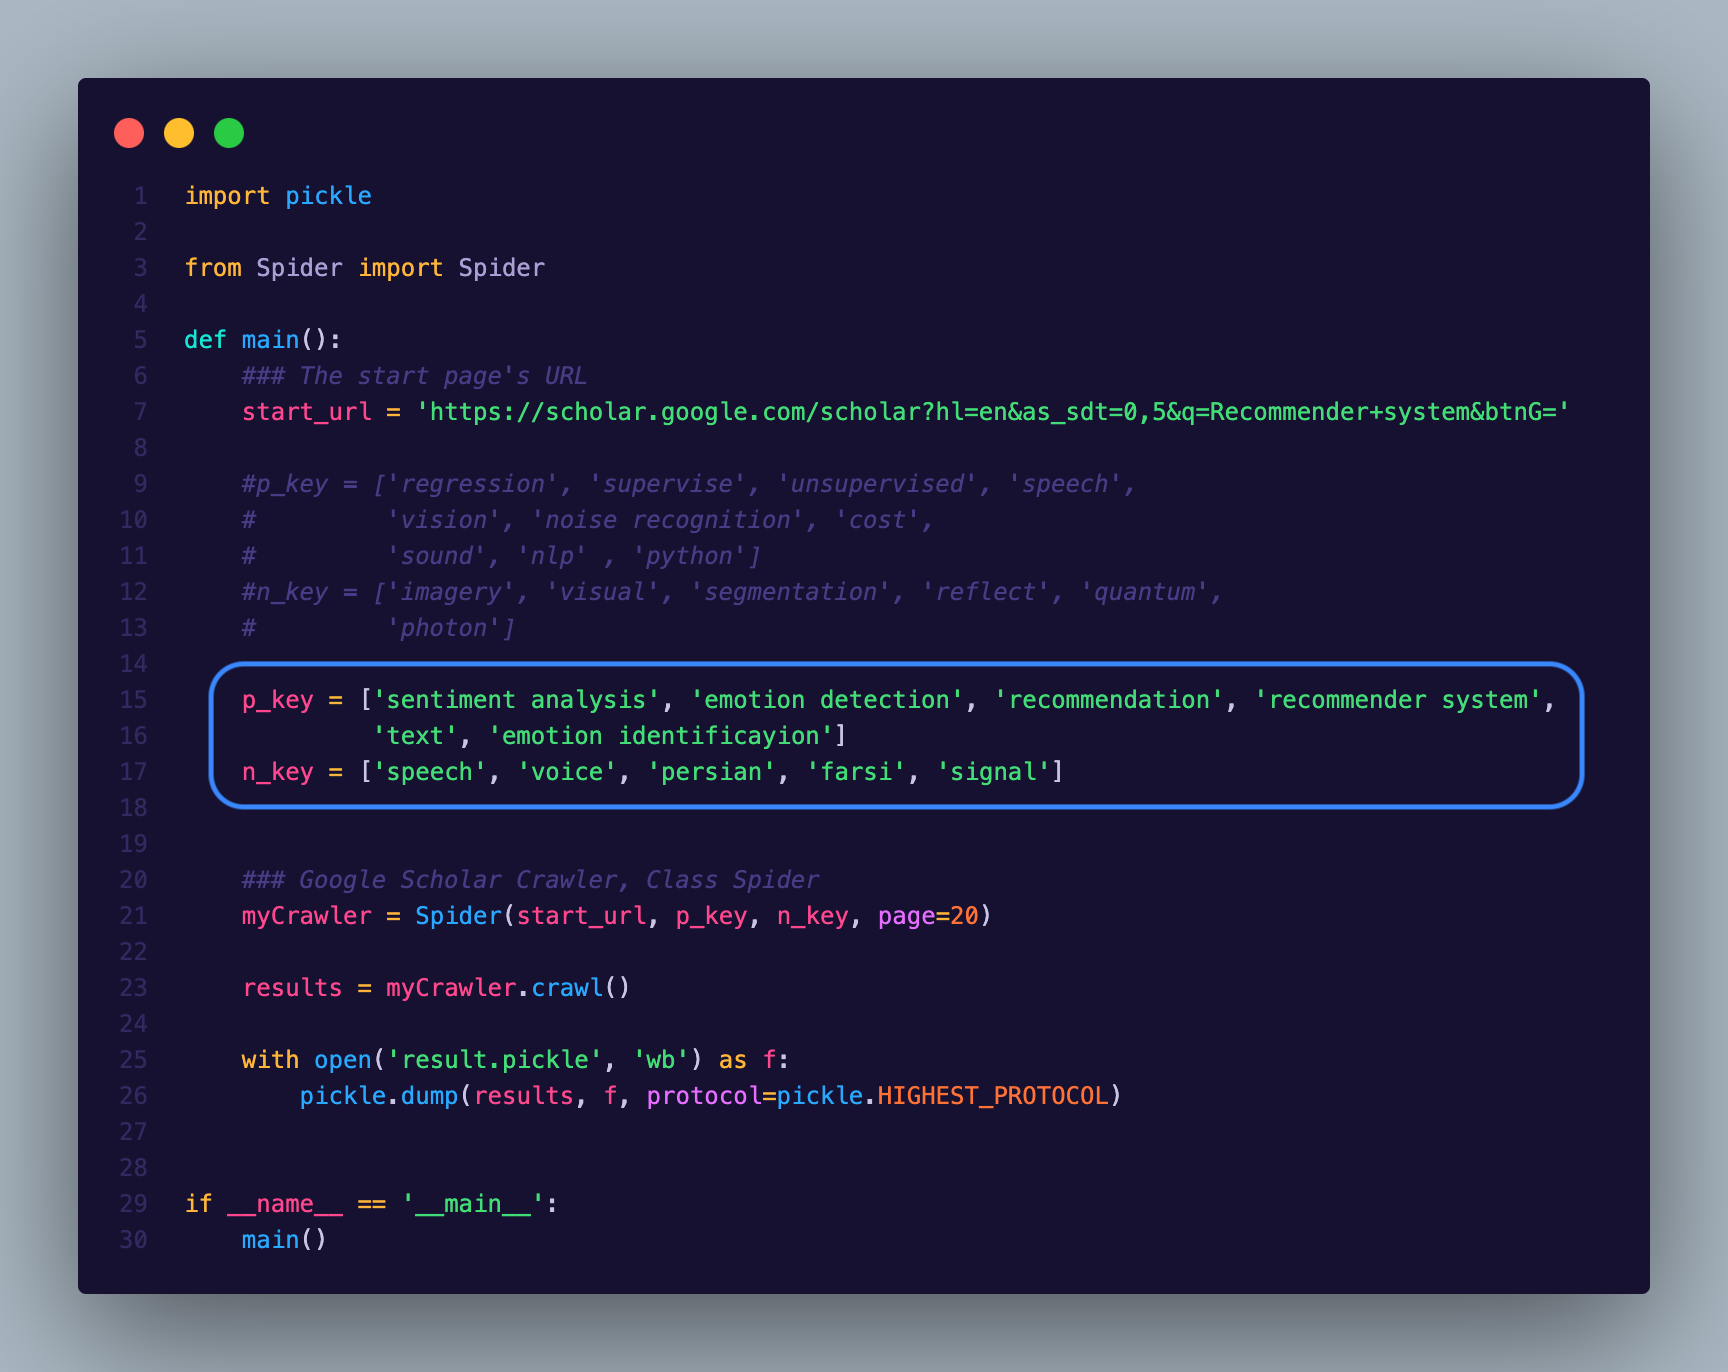 1 import pickle
2
3 from Spider import Spider
4
5 def main():
6     ### The start page's URL
7     start_url = 'https://scholar.google.com/scholar?hl=en&as_sdt=0,5&q=Recommender+system&btnG='
8
9     #p_key = ['regression', 'supervise', 'unsupervised', 'speech',
10     #         'vision', 'noise recognition', 'cost',
11     #         'sound', 'nlp' , 'python']
12     #n_key = ['imagery', 'visual', 'segmentation', 'reflect', 'quantum',
13     #         'photon']
14
15     p_key = ['sentiment analysis', 'emotion detection', 'recommendation', 'recommender system',
16              'text', 'emotion identificayion']
17     n_key = ['speech', 'voice', 'persian', 'farsi', 'signal']
18
19
20     ### Google Scholar Crawler, Class Spider
21     myCrawler = Spider(start_url, p_key, n_key, page=20)
22
23     results = myCrawler.crawl()
24
25     with open('result.pickle', 'wb') as f:
26         pickle.dump(results, f, protocol=pickle.HIGHEST_PROTOCOL)
27
28
29 if __name__ == '__main__':
30     main()